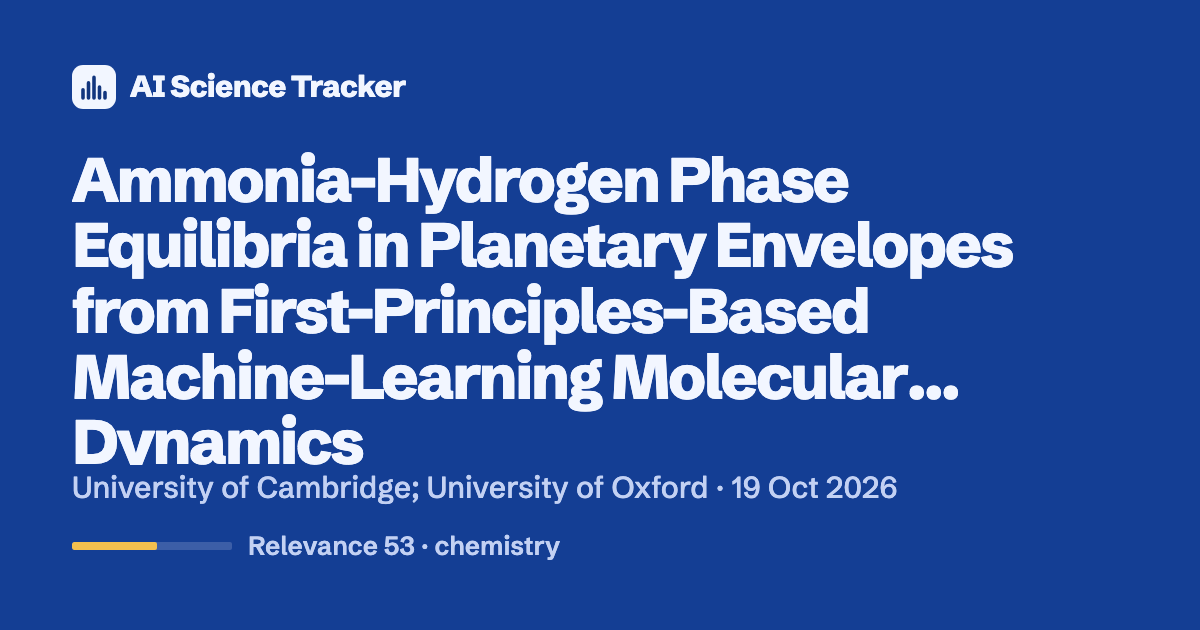 AI Science Tracker
Ammonia-Hydrogen Phase
Equilibria in Planetary Envelopes
from First-Principles-Based
Machine-Learning Molecular...
Dynamics
University of Cambridge; University of Oxford · 19 Oct 2026
Relevance 53 · chemistry